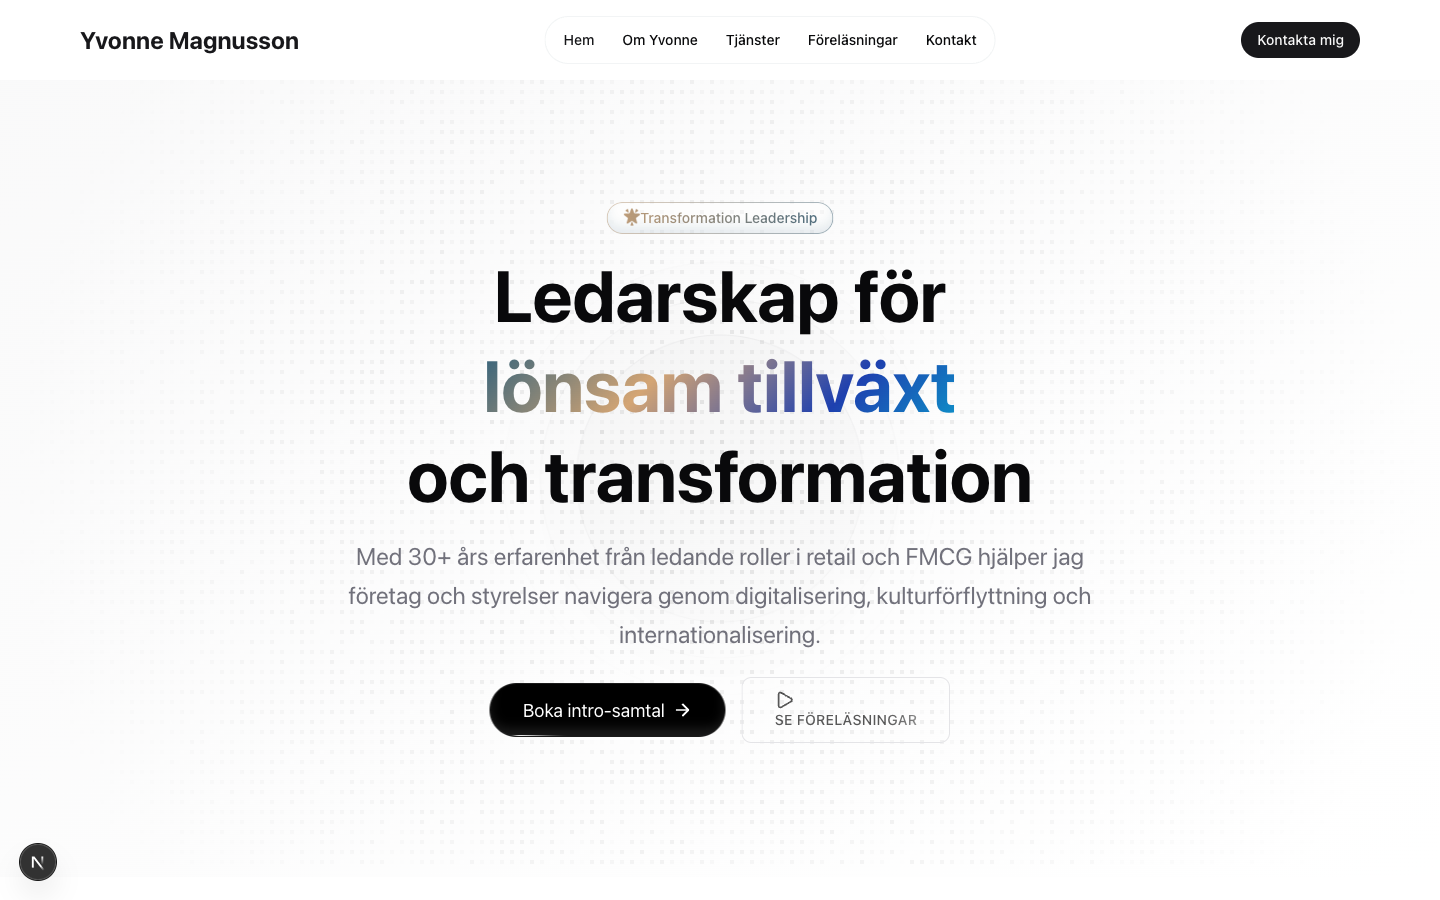 Yvonne Magnusson
Hem
Om Yvonne
Tjänster
Föreläsningar
Kontakt
Kontakta mig
Transformation Leadership
Ledarskap för
lönsam tillväxt
och transformation
Med 30+ års erfarenhet från ledande roller i retail och FMCG hjälper jag
företag och styrelser navigera genom digitalisering, kulturförflyttning och
internationalisering.
Boka intro-samtal
SE FÖRELÄSNINGAR
N